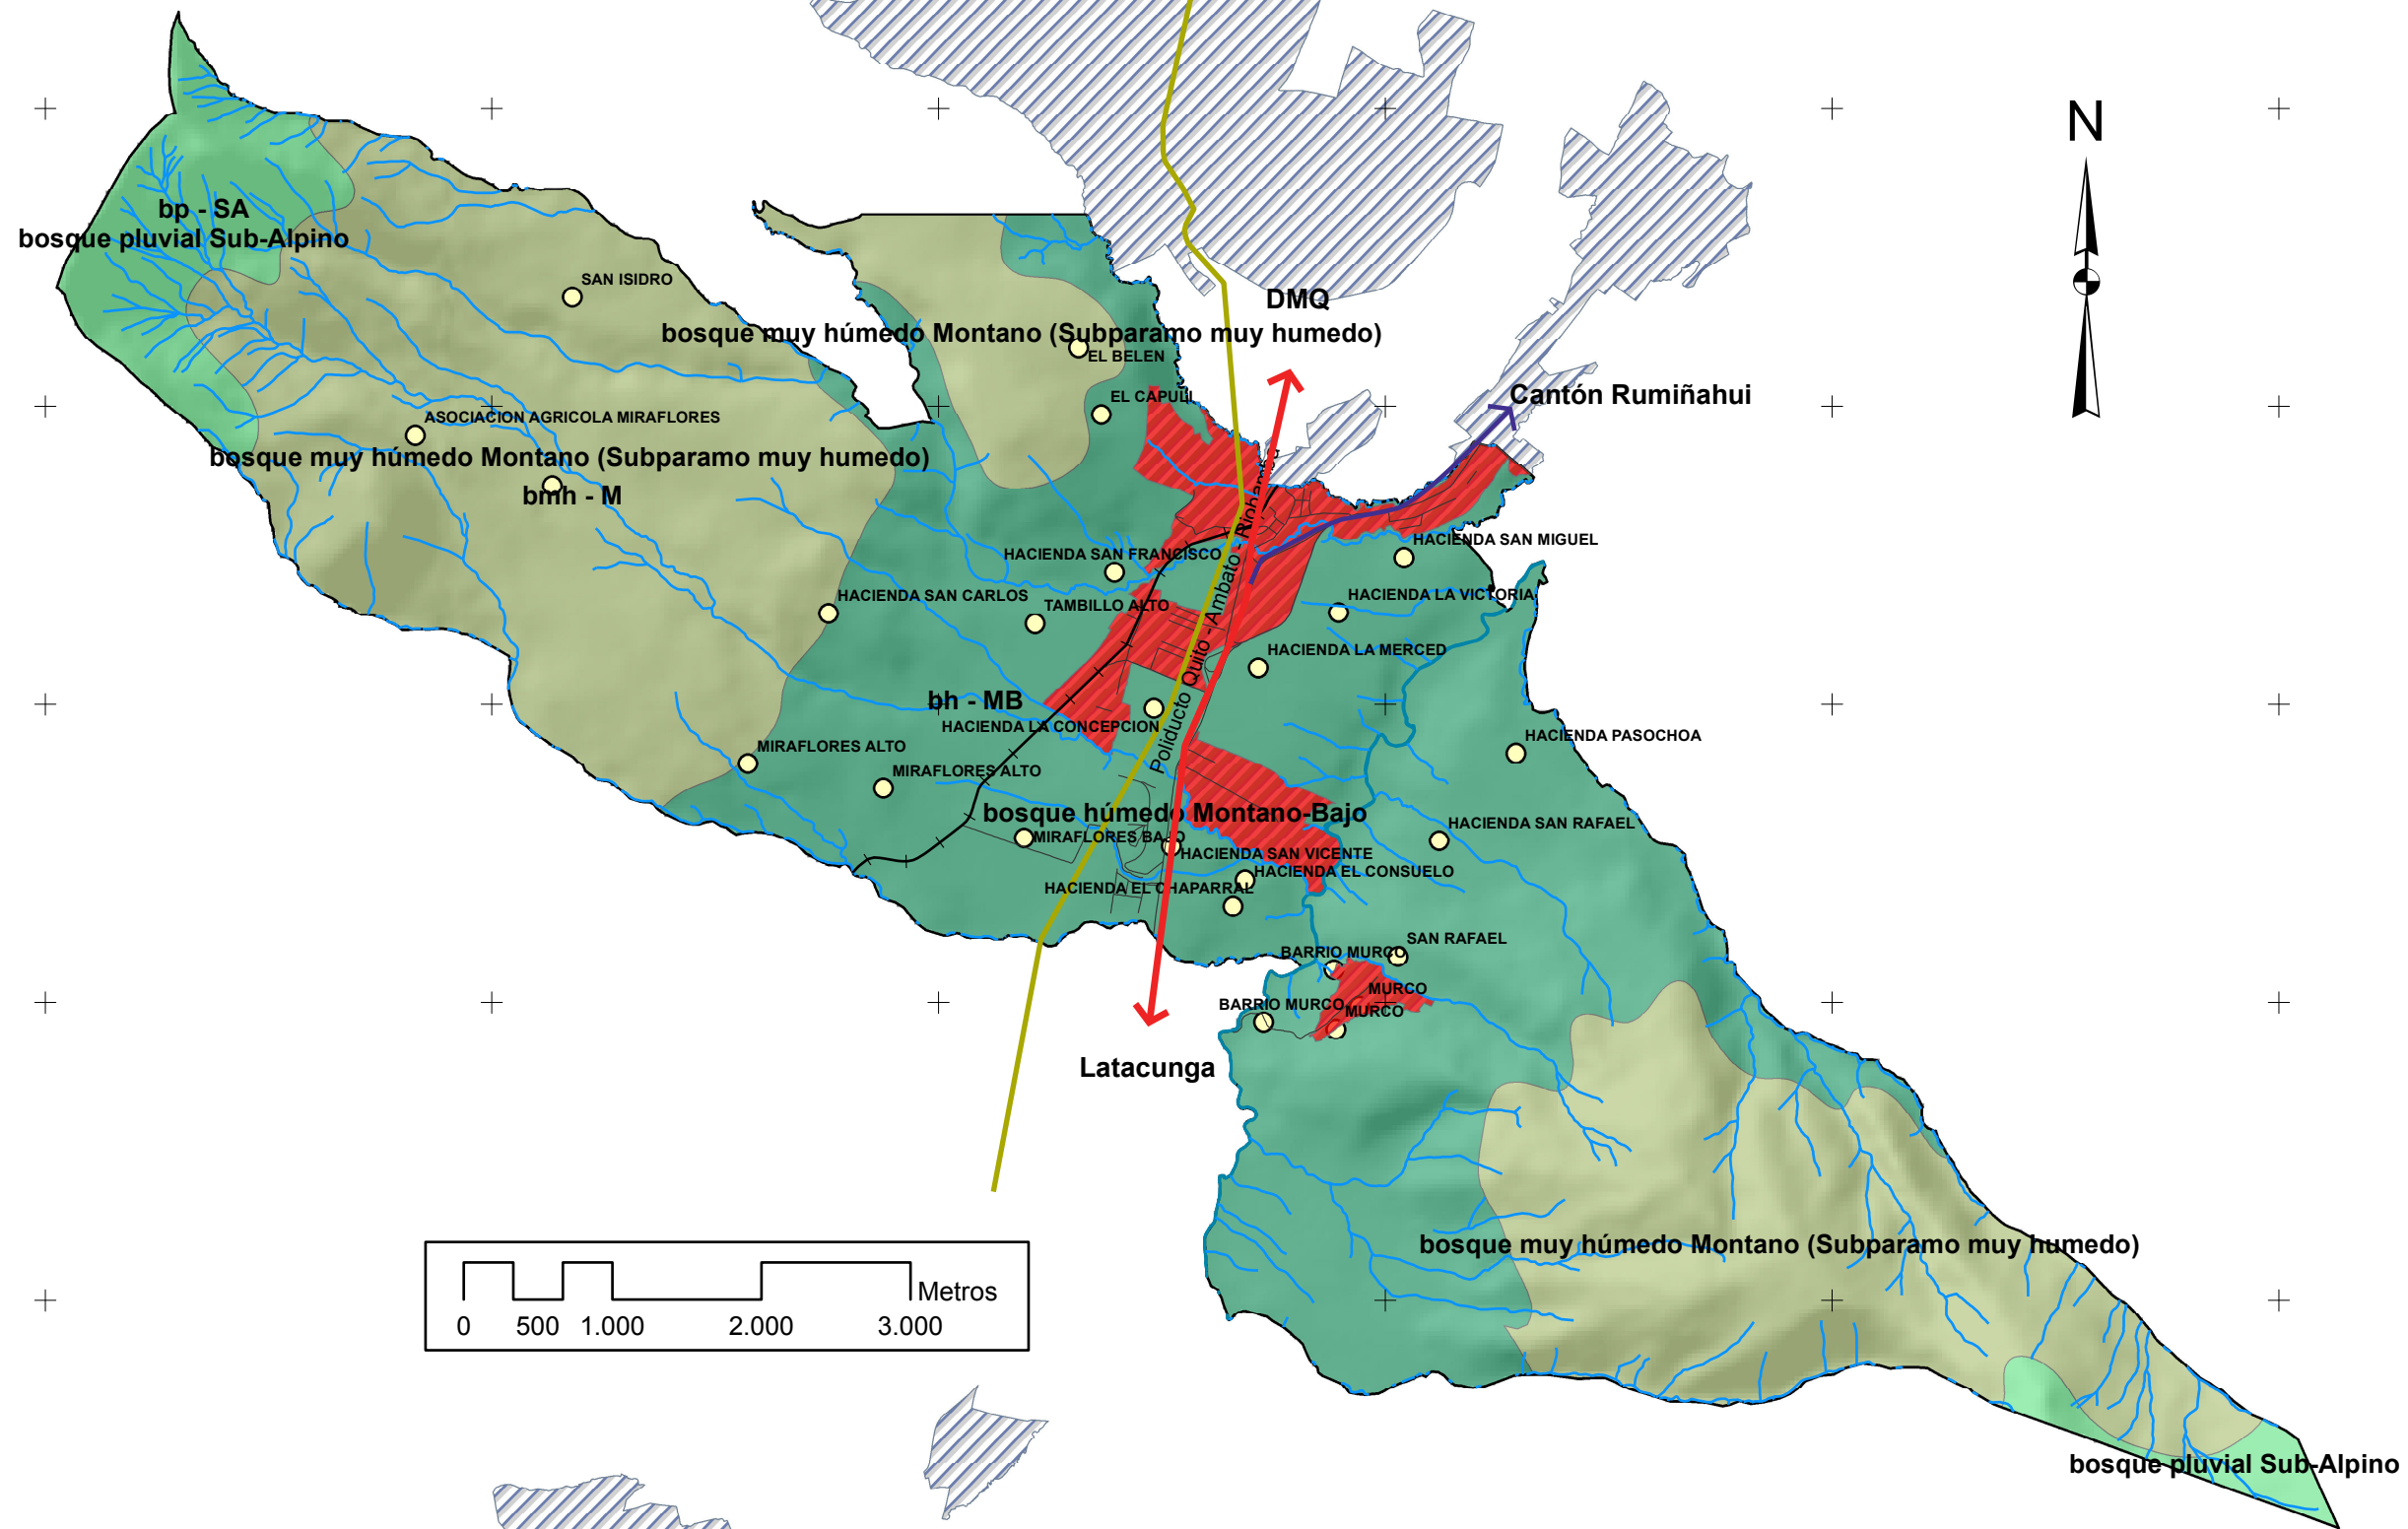 N
bp - SA
bosque pluvial Sub-Alpino
SAN ISIDRO
DMQ
bosque muy húmedo Montano (Subparamo muy humedo)
EL BELEN
EL CAPULI
Cantón Rumiñahui
ASOCIACION AGRICOLA MIRAFLORES
bosque muy húmedo Montano (Subparamo muy humedo)
bmh - M
HACIENDA SAN MIGUEL
HACIENDA SAN FRANCISCO
HACIENDA SAN CARLOS
TAMBILLO ALTO
HACIENDA LA VICTORIA
HACIENDA LA MERCED
Poliducto Quito - Ambato - Riobamba
bh - MB
HACIENDA LA CONCEPCION
HACIENDA PASOCHOA
MIRAFLORES ALTO
MIRAFLORES ALTO
bosque húmedo Montano-Bajo
HACIENDA SAN RAFAEL
MIRAFLORES BAJO
HACIENDA SAN VICENTE
HACIENDA EL CONSUELO
HACIENDA EL CHAPARRAL
SAN RAFAEL
BARRIO MURCO
MURCO
BARRIO MURCO
MURCO
Latacunga
bosque muy húmedo Montano (Subparamo muy humedo)
Metros
0 500 1.000 2.000 3.000
bosque pluvial Sub-Alpino